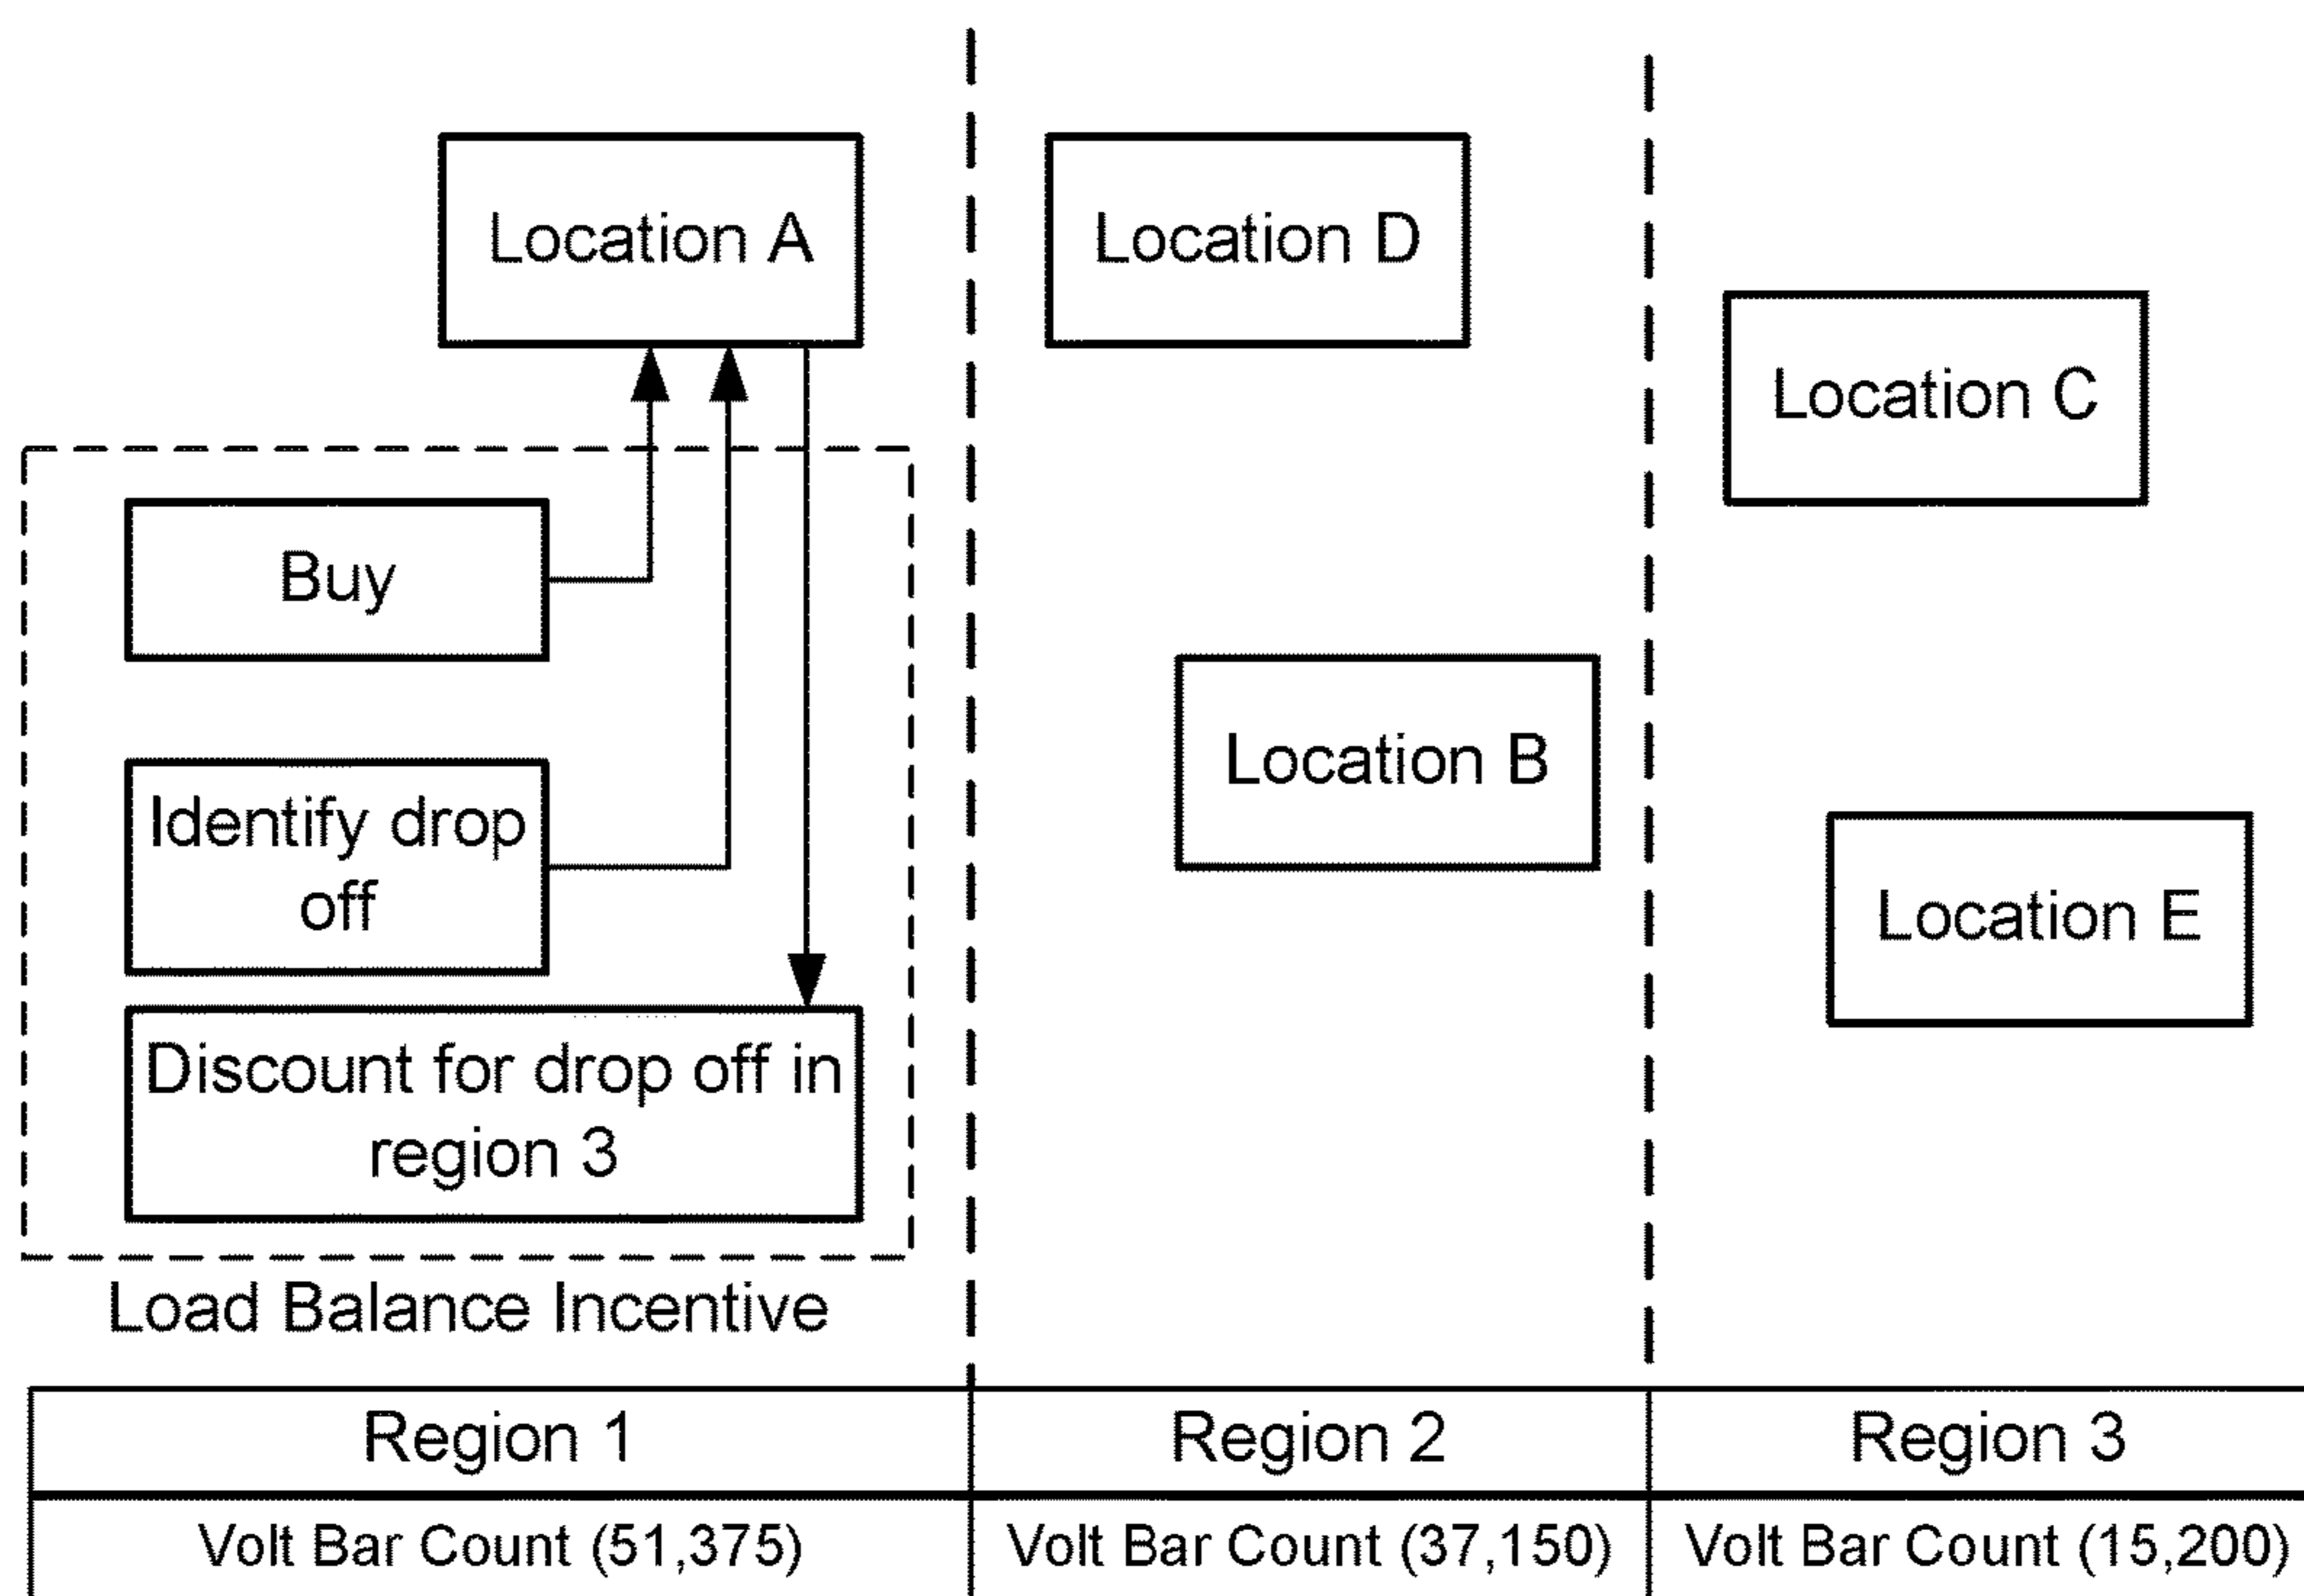 Location A
Location D
Location C
Buy
Location B
Identify drop
off
Location E
Discount for drop off in
region 3
Load Balance Incentive
Region 1
Region 2
Region 3
Volt Bar Count (51,375)
Volt Bar Count (37,150)
Volt Bar Count (15,200)